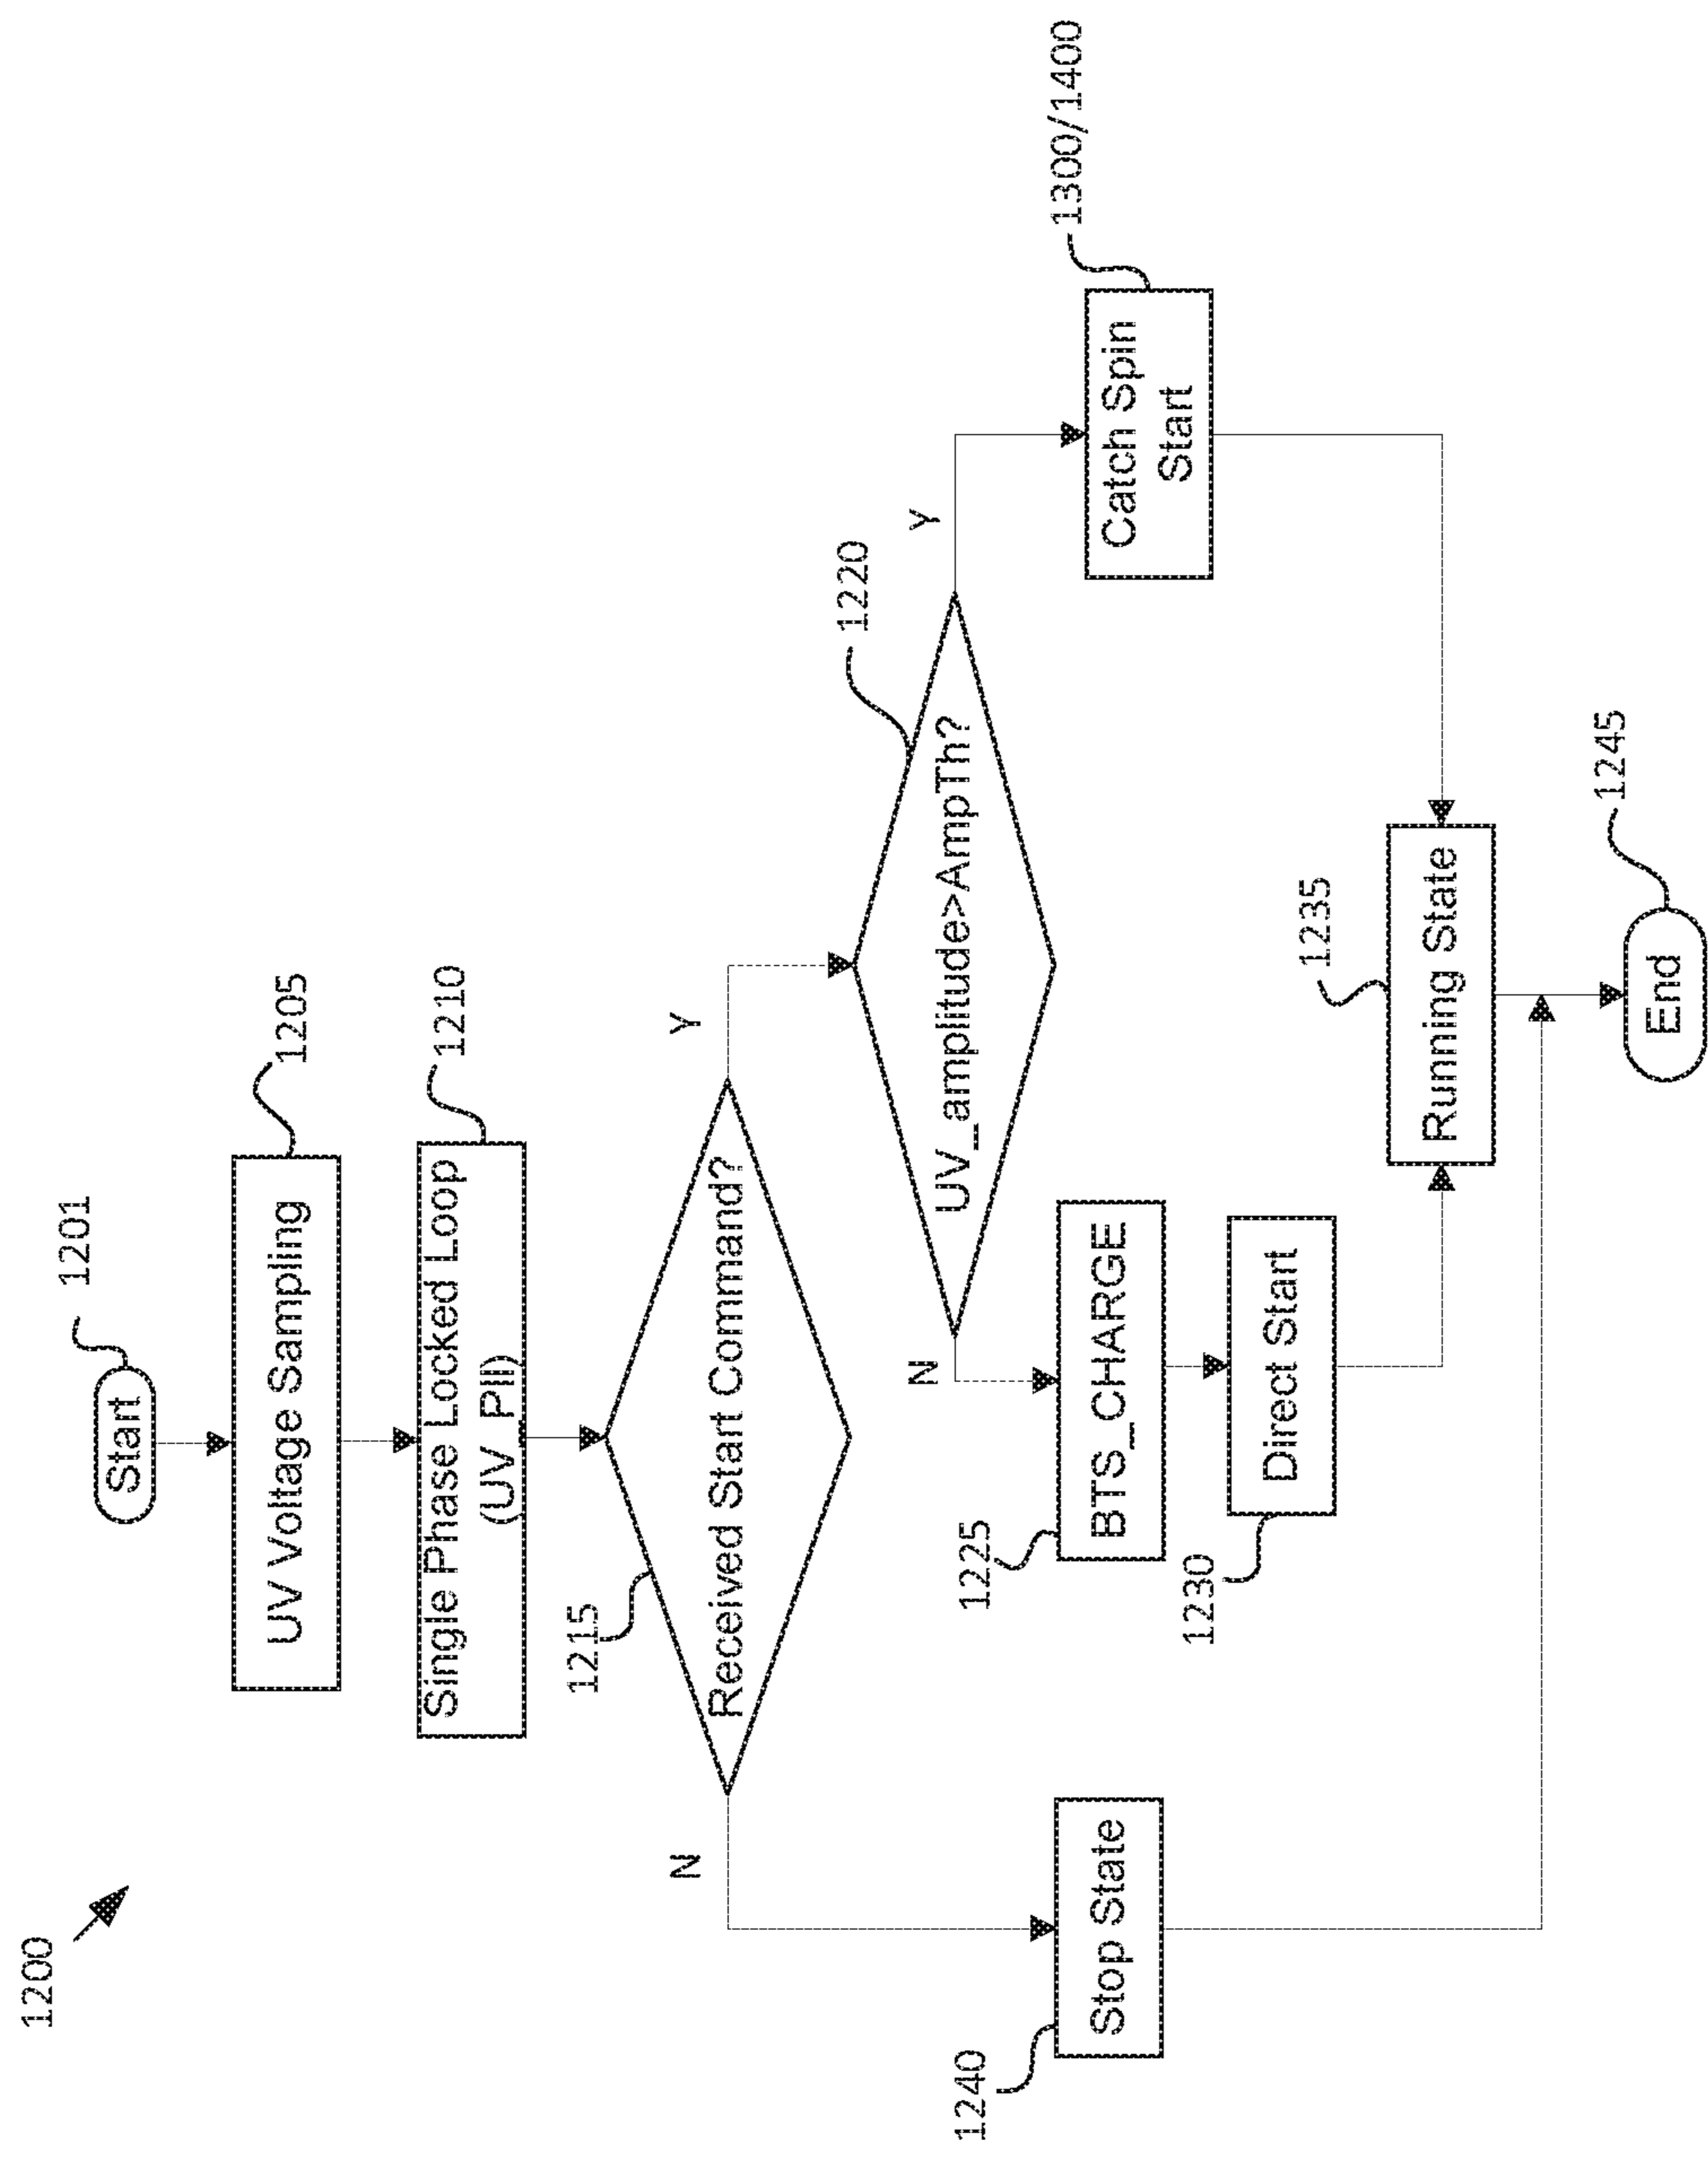 1200
Start
1201
UV Voltage Sampling
1205
Single Phase Locked Loop
(UV_Pll)
1210
1215
Received Start Command?
N
Y
1220
UV_amplitude>AmpTh?
N
Y
1240
Stop State
1225
BTS_CHARGE
1230
Direct Start
Catch Spin
Start
1300/1400
1235
Running State
End
1245